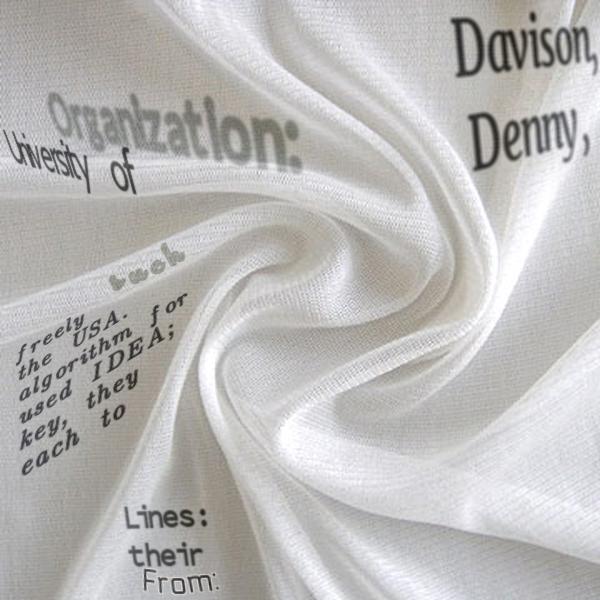 Davison,
Denny,
Organization:
University of
freely
the USA.
algorithm for
used IDEA;
key, they
each to
Lines:
their
From: